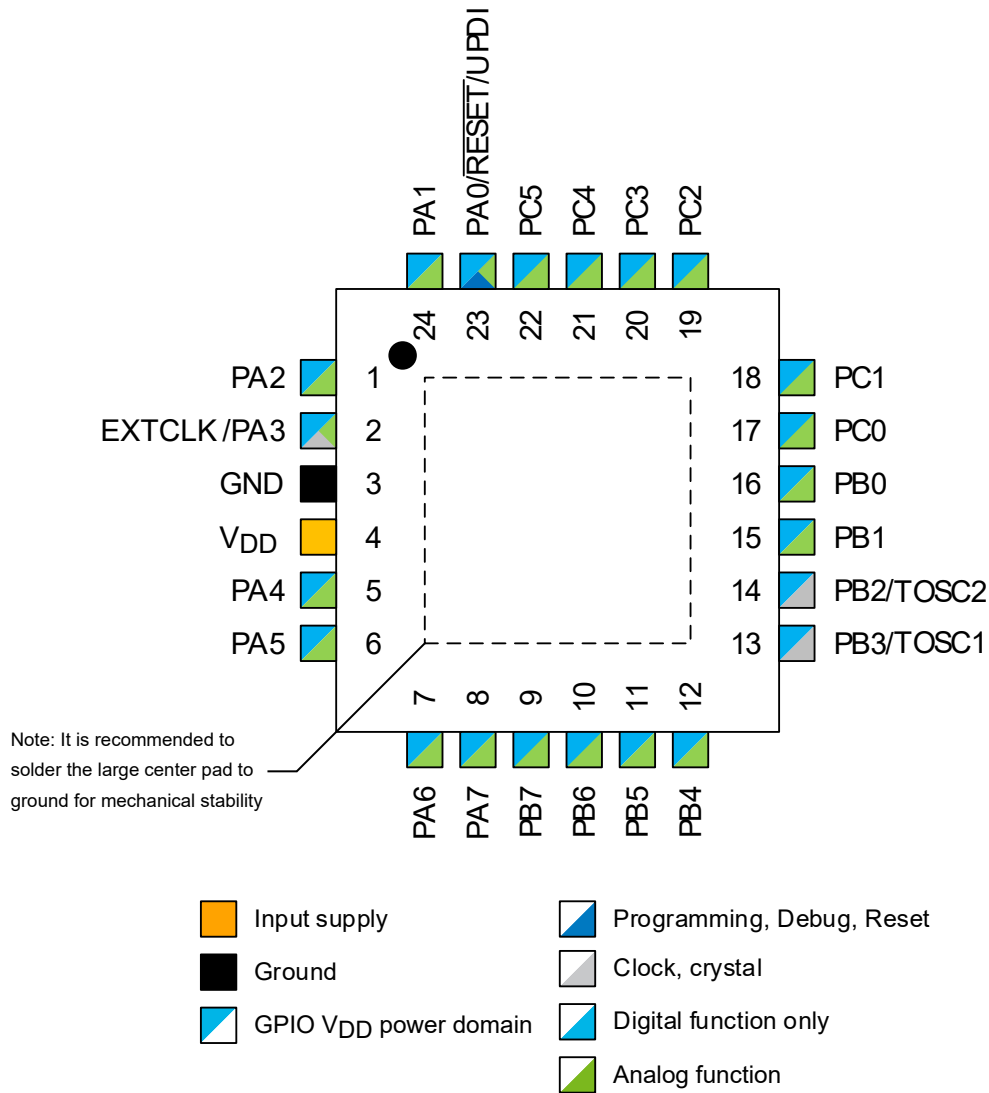 PA1
PA0/RESET/UPDI
PC5
PC4
PC3
PC2
24
23
22
21
20
19
PA2
1
18
PC1
EXTCLK/PA3
2
17
PC0
GND
3
16
PB0
VDD
4
15
PB1
PA4
5
14
PB2/TOSC2
PA5
6
13
PB3/TOSC1
7
8
9
10
11
12
PA6
PA7
PB7
PB6
PB5
PB4
Note: It is recommended to
solder the large center pad to
ground for mechanical stability
Input supply
Ground
GPIO VDD power domain
Programming, Debug, Reset
Clock, crystal
Digital function only
Analog function